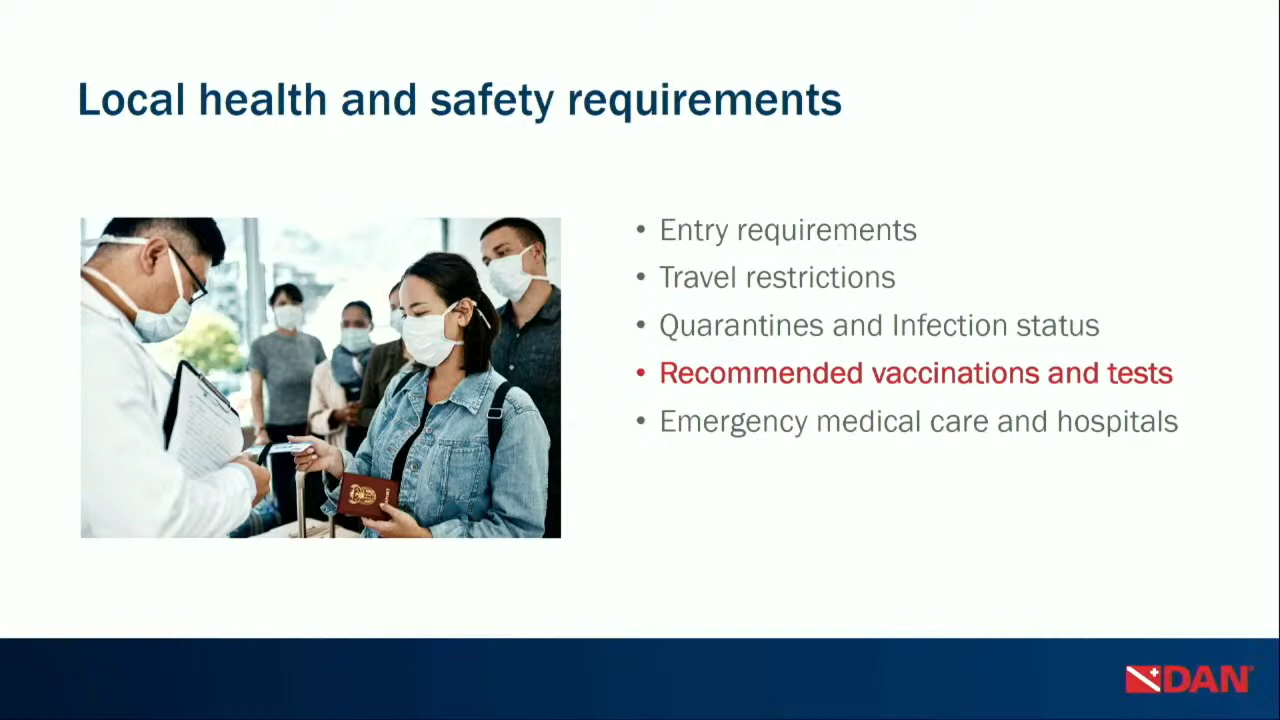 Local health and safety requirements
• Entry requirements
• Travel restrictions
• Quarantines and Infection status
• Recommended vaccinations and tests
• Emergency medical care and hospitals
DAN